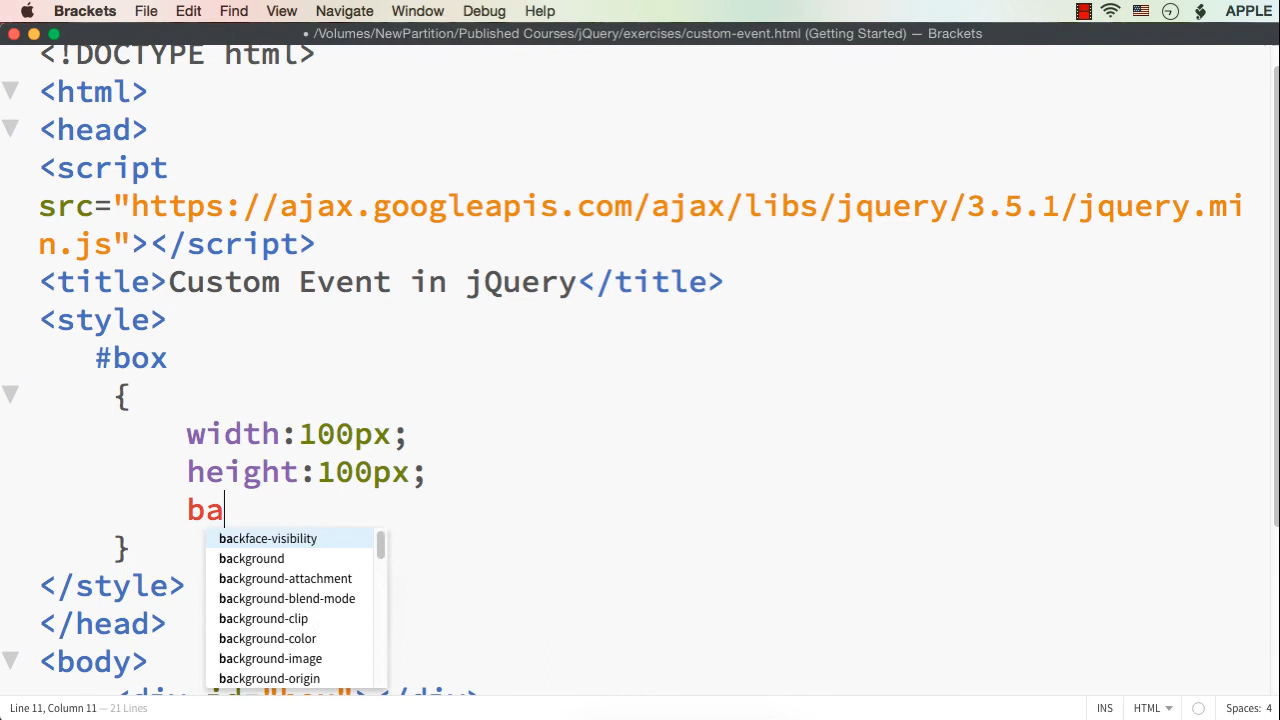 Brackets File Edit Find View Navigate Window Debug Help APPLE
• /Volumes/NewPartition/Published Courses/jQuery/exercises/custom-event.html (Getting Started) — Brackets
<!DOCTYPE html>
<html>
<head>
<script
src="https://ajax.googleapis.com/ajax/libs/jquery/3.5.1/jquery.mi
n.js"></script>
<title>Custom Event in jQuery</title>
<style>
#box
{
width:100px;
height:100px;
ba
backface-visibility
background
background-attachment
background-blend-mode
background-clip
background-color
background-image
background-origin
}
</style>
</head>
<body>
<div id="box"></div>
Line 11, Column 11 — 21 Lines INS HTML Spaces: 4